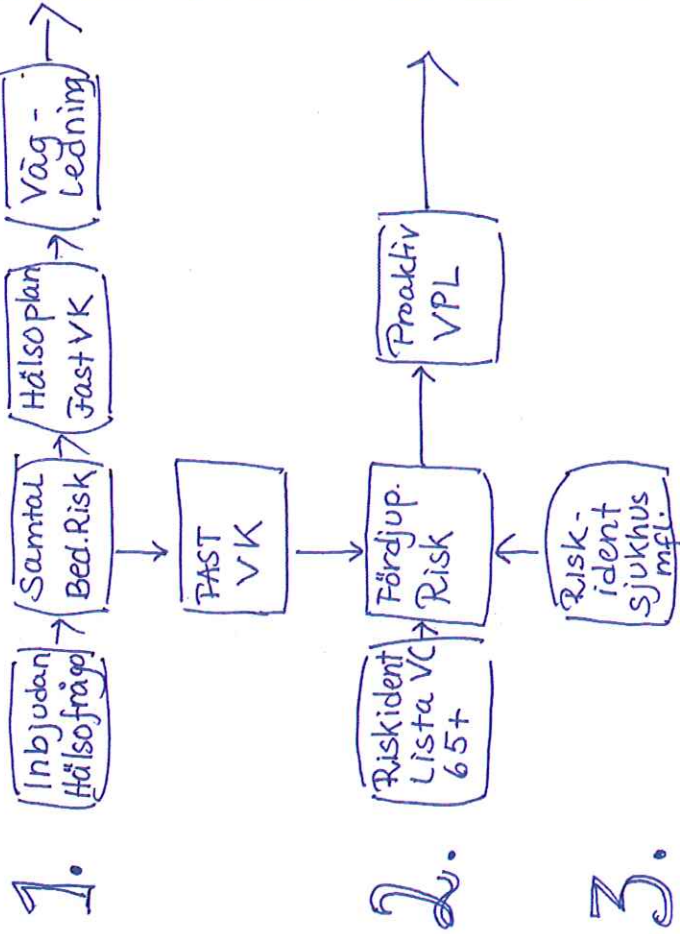 1.
Inbjudan
Hälsofrågo
Samtal
Bed.Risk
Hälsoplan
Fast VK
Väg-
ledning
FAST
VK
2.
Riskident
Lista VC
65+
Fördjup.
Risk
Proaktiv
VPL
3.
Risk-
ident
sjukhus
mfl.